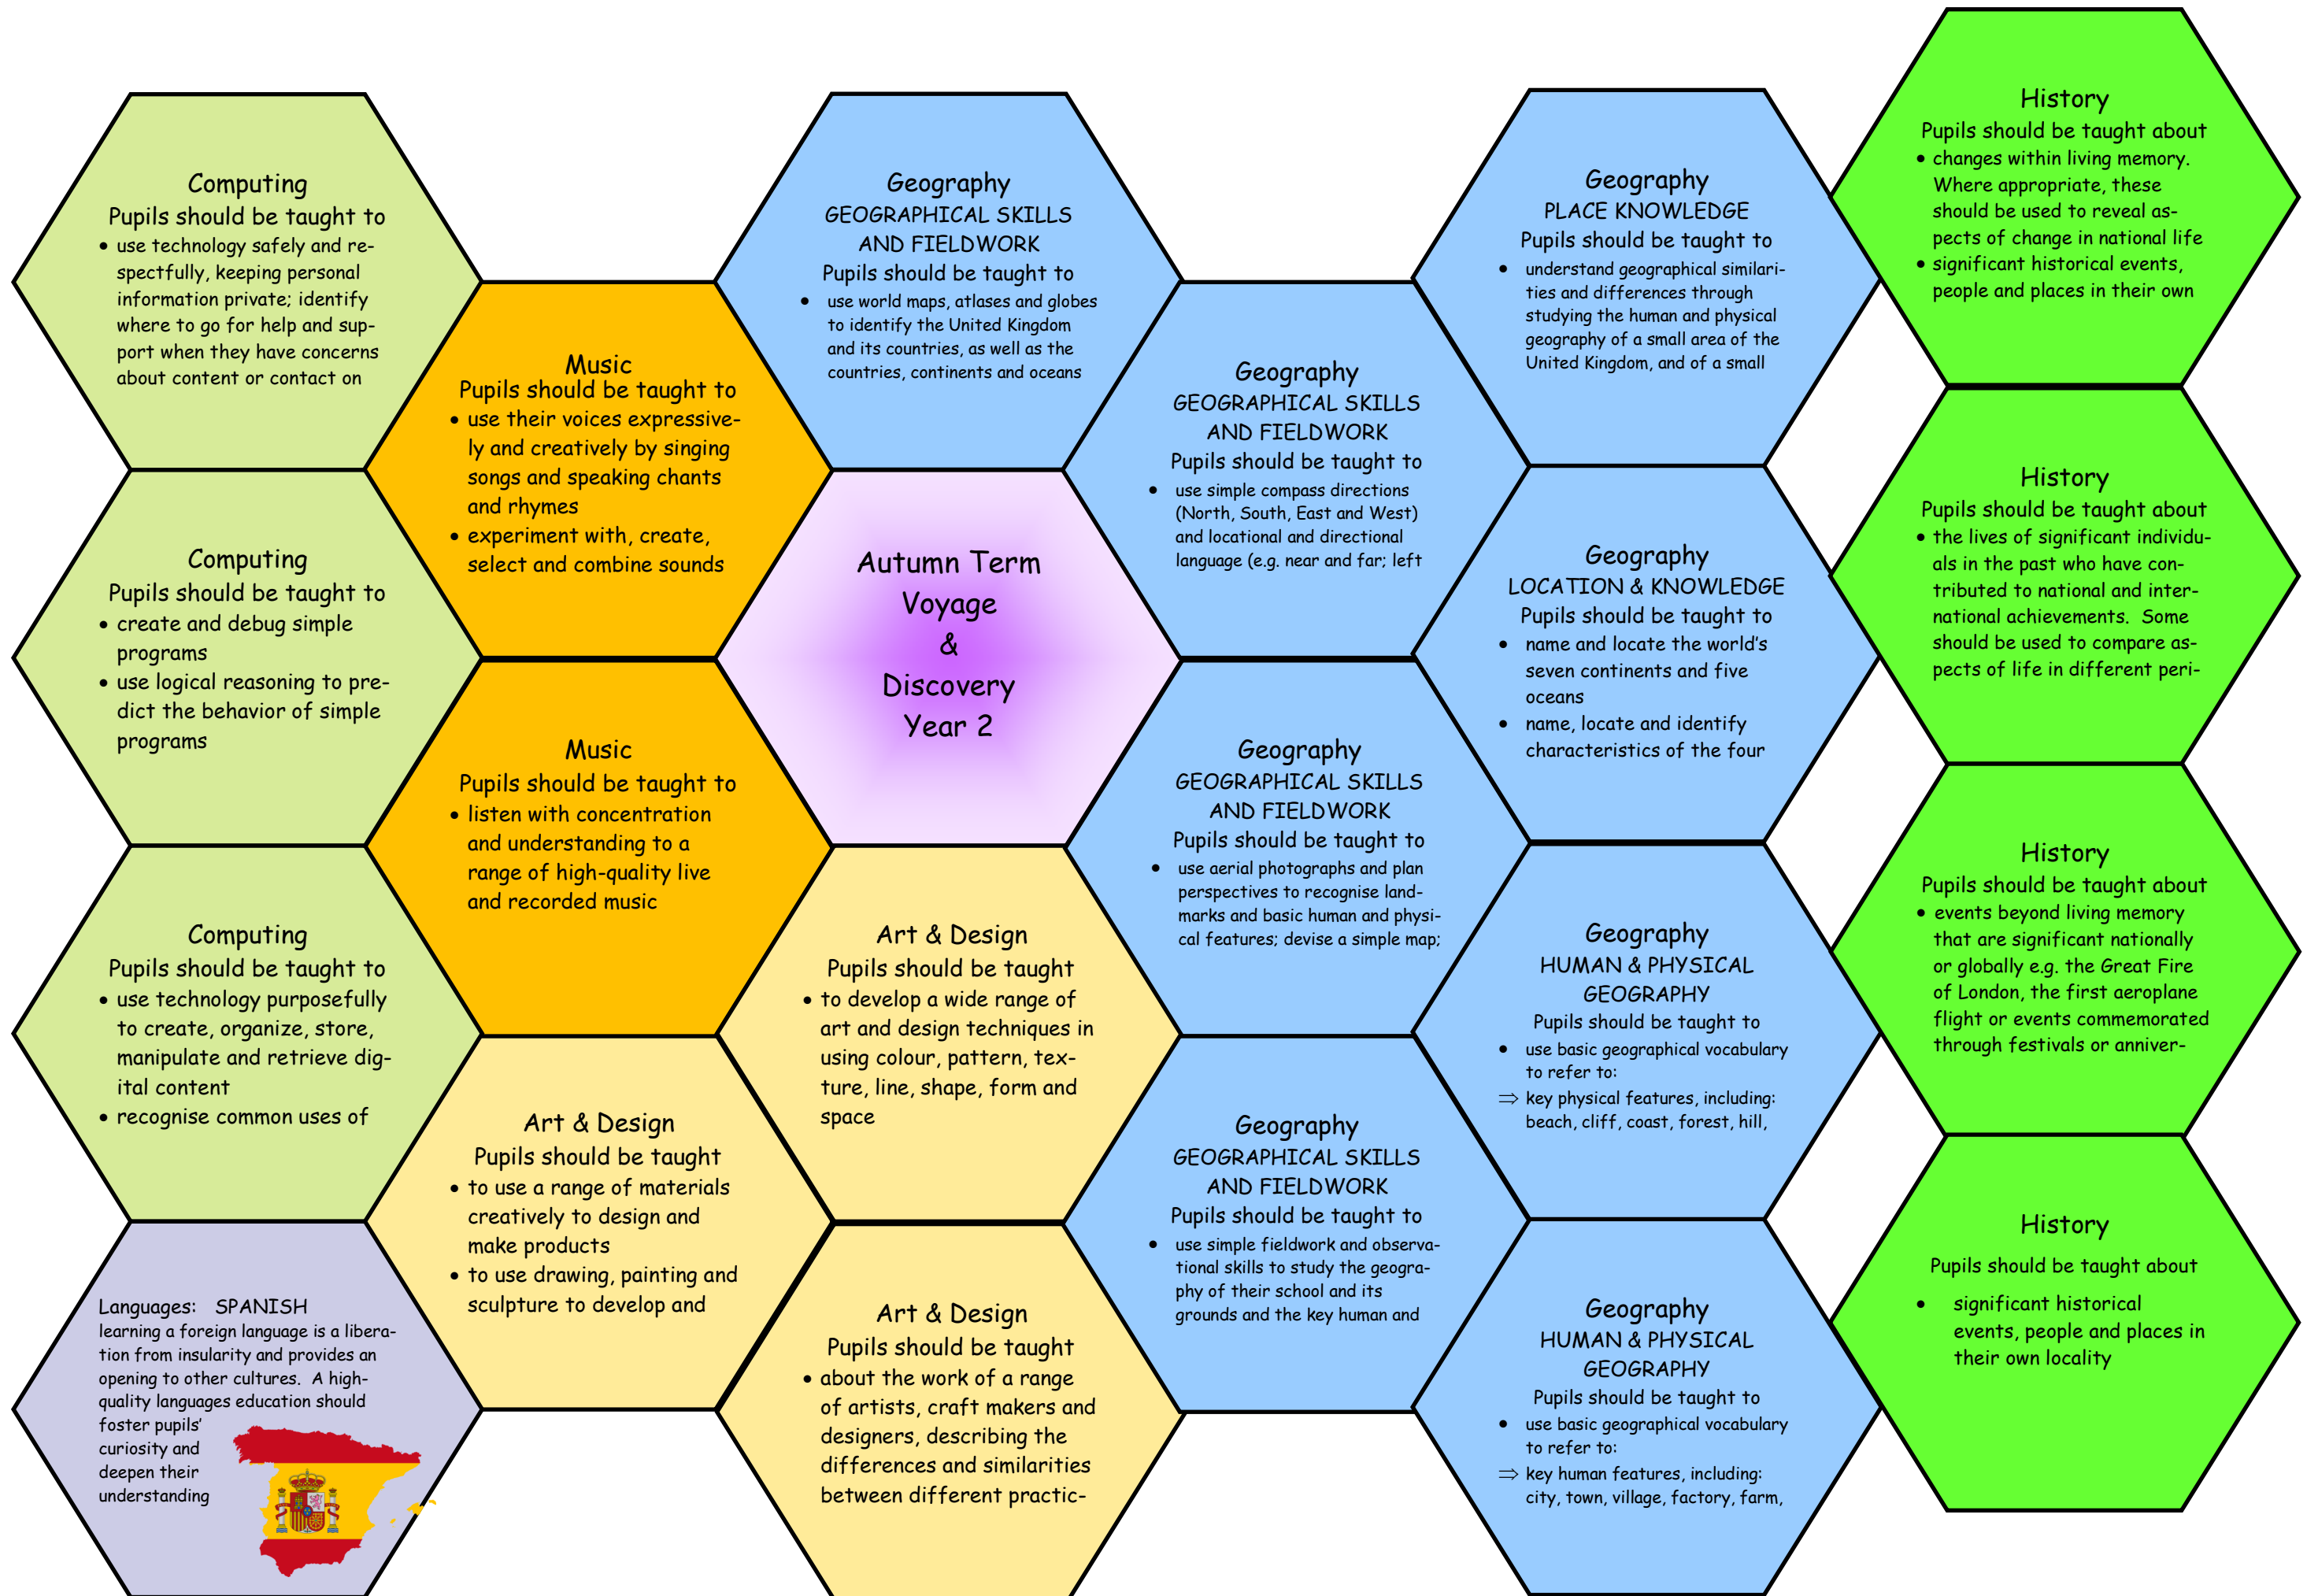 Computing
Pupils should be taught to
• use technology safely and re-
spectfully, keeping personal
information private; identify
where to go for help and sup-
port when they have concerns
about content or contact on
Computing
Pupils should be taught to
• create and debug simple
programs
• use logical reasoning to pre-
dict the behavior of simple
programs
Computing
Pupils should be taught to
• use technology purposefully
to create, organize, store,
manipulate and retrieve dig-
ital content
• recognise common uses of
Languages: SPANISH
learning a foreign language is a libera-
tion from insularity and provides an
opening to other cultures. A high-
quality languages education should
foster pupils’
curiosity and
deepen their
understanding
Music
Pupils should be taught to
• use their voices expressive-
ly and creatively by singing
songs and speaking chants
and rhymes
• experiment with, create,
select and combine sounds
Music
Pupils should be taught to
• listen with concentration
and understanding to a
range of high-quality live
and recorded music
Art & Design
Pupils should be taught
• to use a range of materials
creatively to design and
make products
• to use drawing, painting and
sculpture to develop and
Geography
GEOGRAPHICAL SKILLS
AND FIELDWORK
Pupils should be taught to
• use world maps, atlases and globes
to identify the United Kingdom
and its countries, as well as the
countries, continents and oceans
Autumn Term
Voyage
&
Discovery
Year 2
Art & Design
Pupils should be taught
• to develop a wide range of
art and design techniques in
using colour, pattern, tex-
ture, line, shape, form and
space
Art & Design
Pupils should be taught
• about the work of a range
of artists, craft makers and
designers, describing the
differences and similarities
between different practic-
Geography
GEOGRAPHICAL SKILLS
AND FIELDWORK
Pupils should be taught to
• use simple compass directions
(North, South, East and West)
and locational and directional
language (e.g. near and far; left
Geography
GEOGRAPHICAL SKILLS
AND FIELDWORK
Pupils should be taught to
• use aerial photographs and plan
perspectives to recognise land-
marks and basic human and physi-
cal features; devise a simple map;
Geography
GEOGRAPHICAL SKILLS
AND FIELDWORK
Pupils should be taught to
• use simple fieldwork and observa-
tional skills to study the geogra-
phy of their school and its
grounds and the key human and
Geography
PLACE KNOWLEDGE
Pupils should be taught to
• understand geographical similari-
ties and differences through
studying the human and physical
geography of a small area of the
United Kingdom, and of a small
Geography
LOCATION & KNOWLEDGE
Pupils should be taught to
• name and locate the world’s
seven continents and five
oceans
• name, locate and identify
characteristics of the four
Geography
HUMAN & PHYSICAL
GEOGRAPHY
Pupils should be taught to
• use basic geographical vocabulary
to refer to:
⇒ key physical features, including:
beach, cliff, coast, forest, hill,
Geography
HUMAN & PHYSICAL
GEOGRAPHY
Pupils should be taught to
• use basic geographical vocabulary
to refer to:
⇒ key human features, including:
city, town, village, factory, farm,
History
Pupils should be taught about
• changes within living memory.
Where appropriate, these
should be used to reveal as-
pects of change in national life
• significant historical events,
people and places in their own
History
Pupils should be taught about
• the lives of significant individu-
als in the past who have con-
tributed to national and inter-
national achievements. Some
should be used to compare as-
pects of life in different peri-
History
Pupils should be taught about
• events beyond living memory
that are significant nationally
or globally e.g. the Great Fire
of London, the first aeroplane
flight or events commemorated
through festivals or anniver-
History
Pupils should be taught about
• significant historical
events, people and places in
their own locality